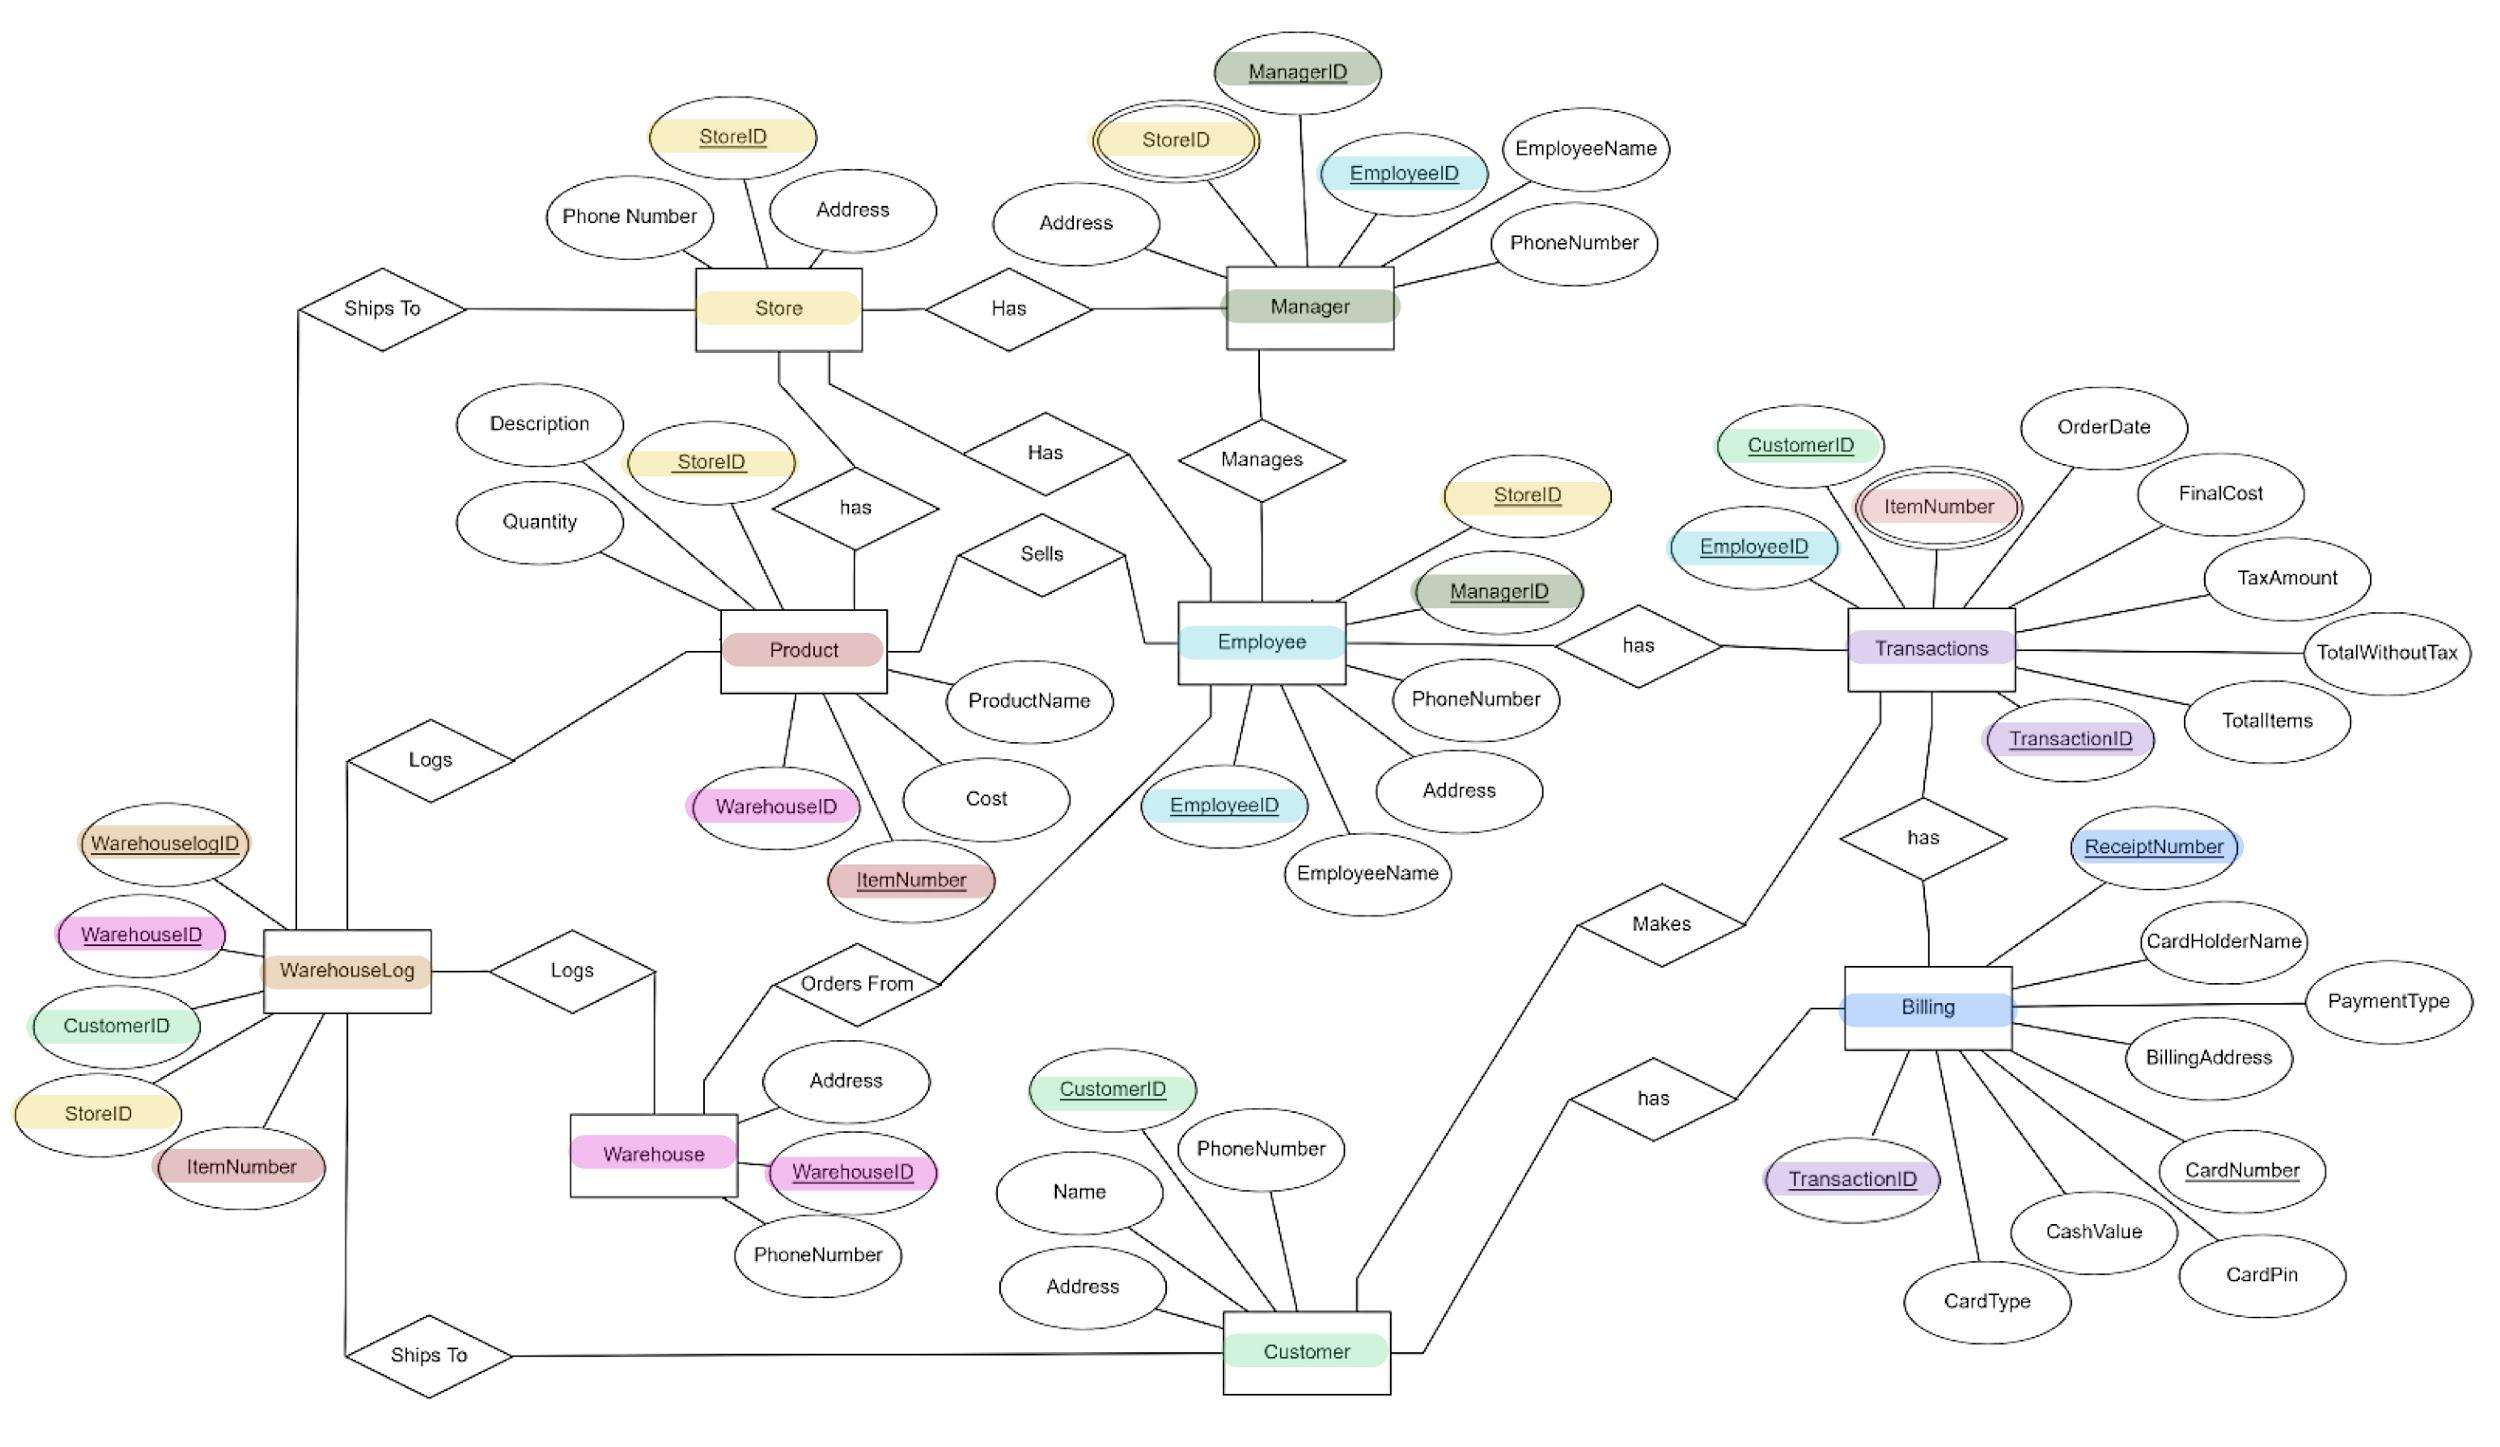 ManagerID
StoreID
StoreID
EmployeeID
EmployeeName
Phone Number
Address
Address
PhoneNumber
Ships To
Store
Has
Manager
Description
StoreID
Has
Manages
CustomerID
OrderDate
Quantity
has
Sells
StoreID
ItemNumber
FinalCost
EmployeeID
TaxAmount
ManagerID
Product
Employee
has
Transactions
TotalWithoutTax
ProductName
PhoneNumber
TotalItems
TransactionID
Logs
WarehouseID
Cost
EmployeeID
Address
WarehouselogID
ItemNumber
EmployeeName
has
ReceiptNumber
WarehouseID
Makes
CardHolderName
WarehouseLog
Logs
Orders From
Billing
PaymentType
CustomerID
Address
CustomerID
has
BillingAddress
StoreID
ItemNumber
Warehouse
WarehouseID
PhoneNumber
Name
TransactionID
CardNumber
PhoneNumber
Address
CashValue
CardPin
CardType
Ships To
Customer